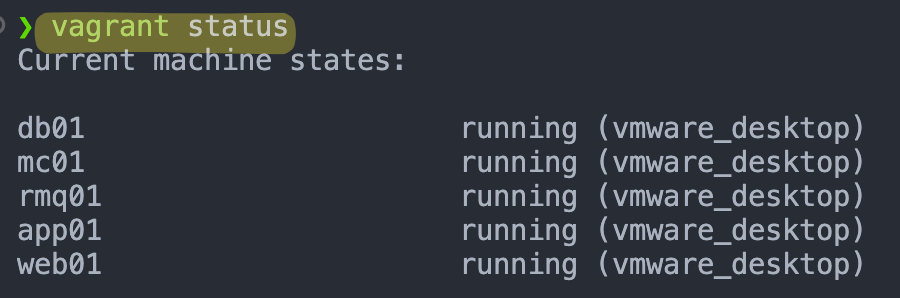 ❯ vagrant status
Current machine states:
db01 running (vmware_desktop)
mc01 running (vmware_desktop)
rmq01 running (vmware_desktop)
app01 running (vmware_desktop)
web01 running (vmware_desktop)